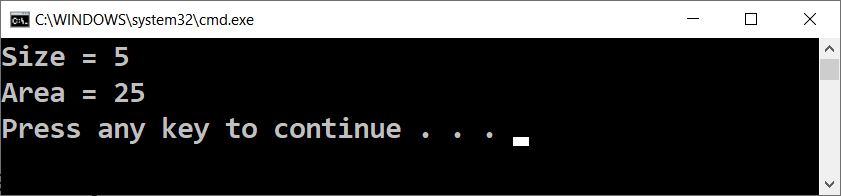 C:\WINDOWS\system32\cmd.exe
Size = 5
Area = 25
Press any key to continue . . .